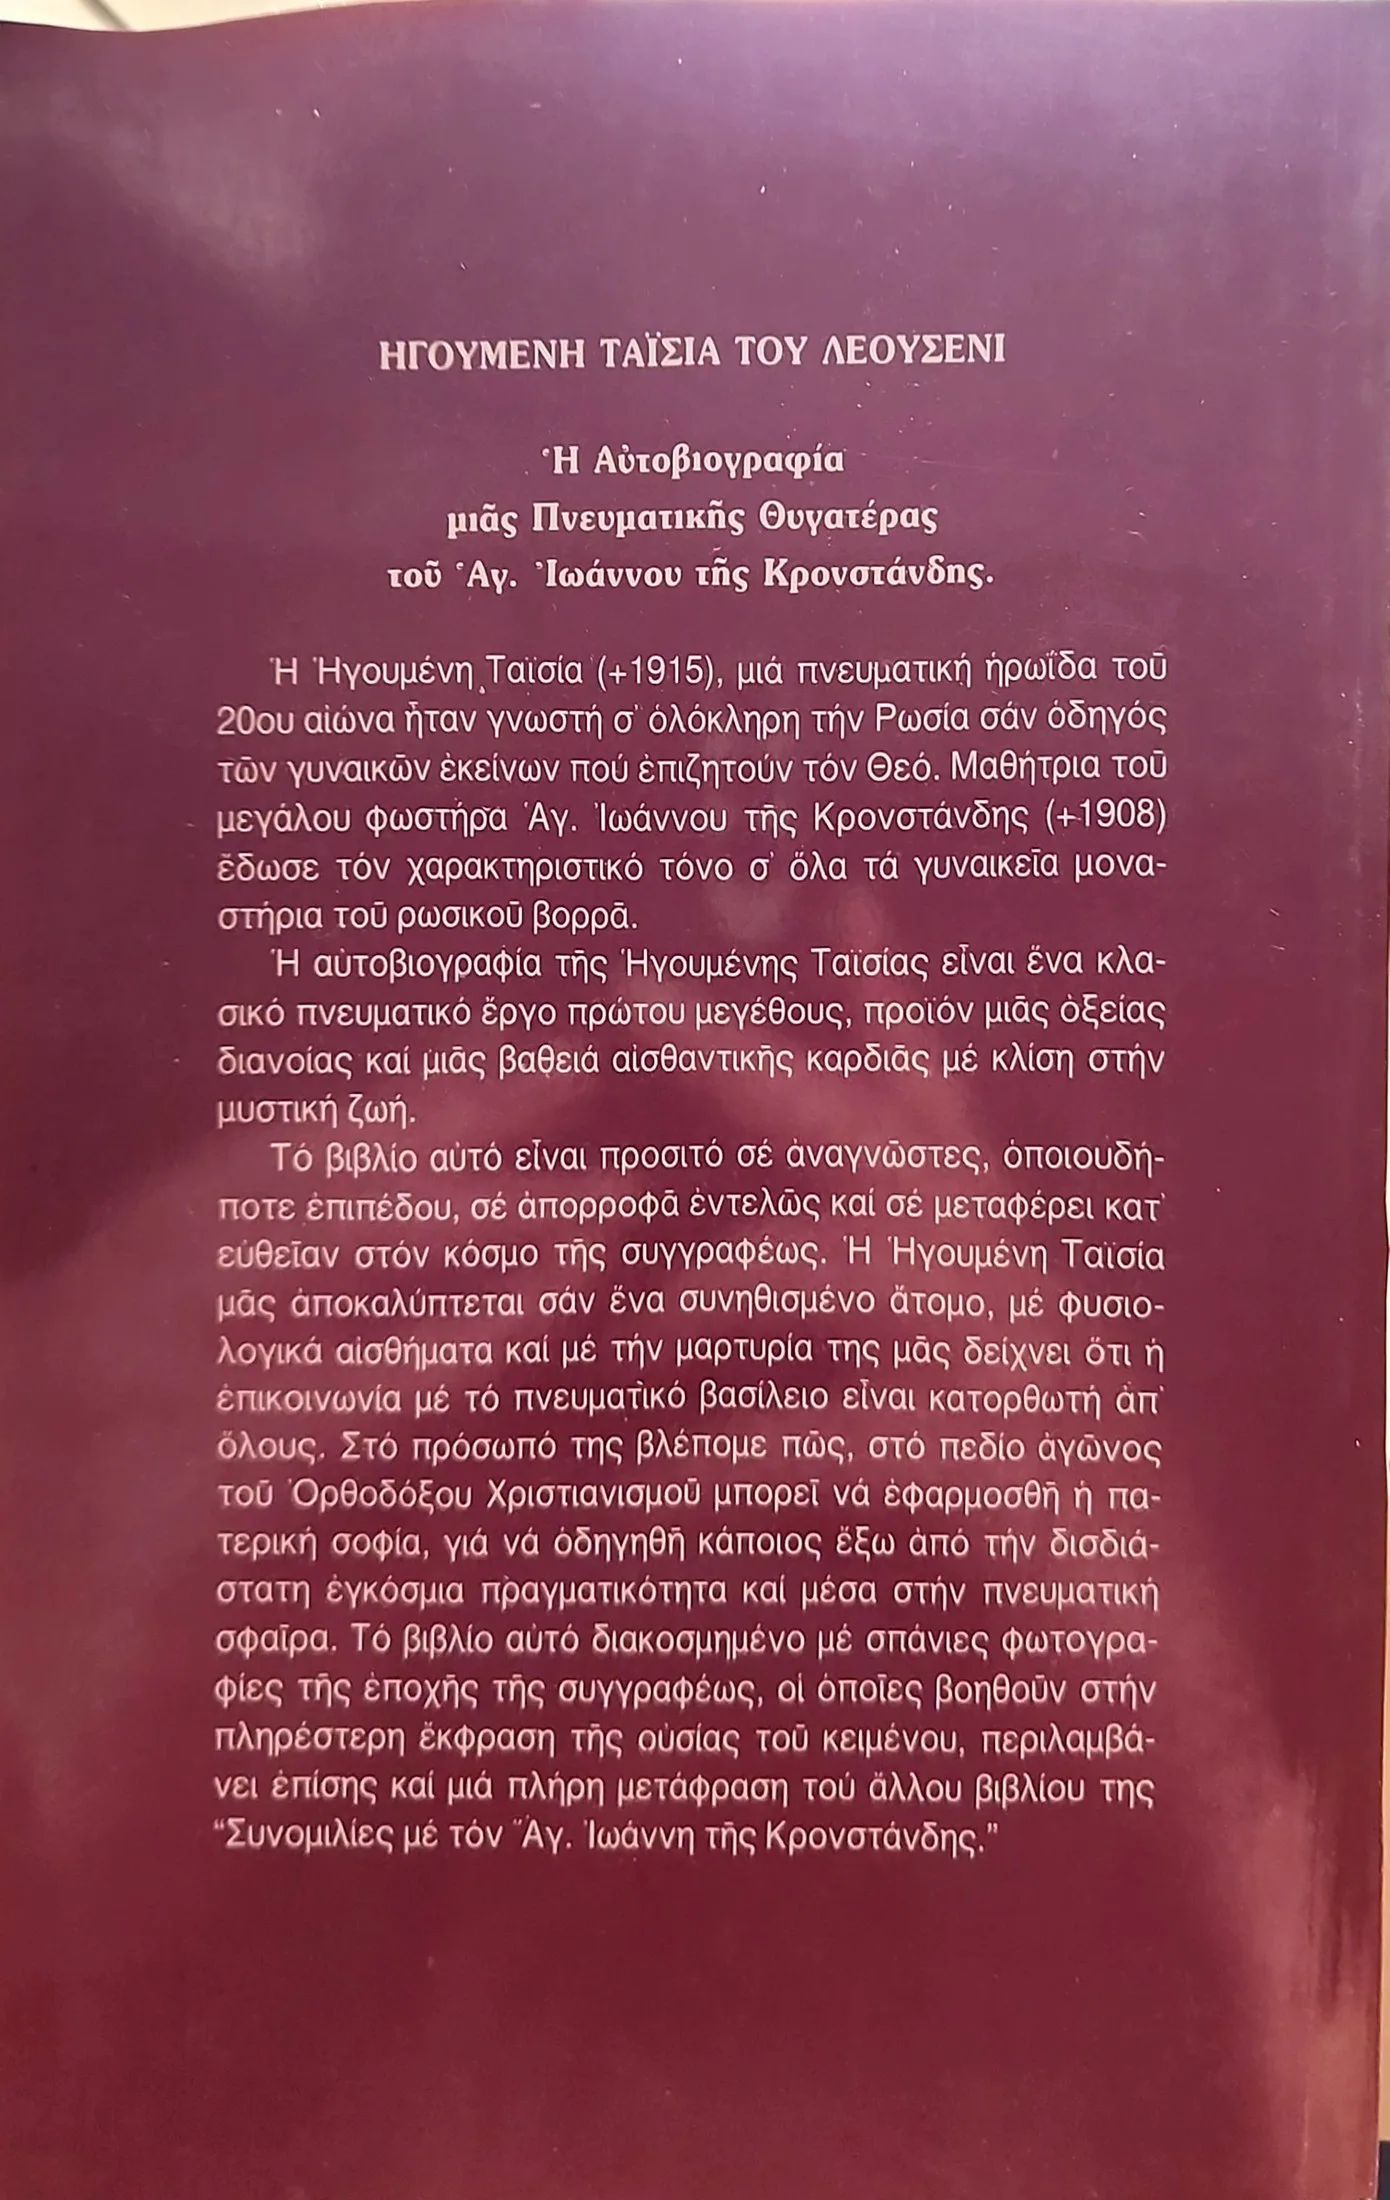 ΗΓΟΥΜΕΝΗ ΤΑΪΣΙΑ ΤΟΥ ΛΕΟΥΣΕΝΙ
Ἡ Αὐτοβιογραφία
μιᾶς Πνευματικῆς Θυγατέρας
τοῦ Ἁγ. Ἰωάννου τῆς Κρονστάνδης.
Ἡ Ἡγουμένη Ταϊσία (+1915), μιά πνευματική ἡρωΐδα τοῦ
20ου αἰώνα ἦταν γνωστή σ' ὁλόκληρη τήν Ρωσία σάν ὁδηγός
τῶν γυναικῶν ἐκείνων πού ἐπιζητούν τόν Θεό. Μαθήτρια τοῦ
μεγάλου φωστήρα Ἁγ. Ἰωάννου τῆς Κρονστάνδης (+1908)
ἔδωσε τόν χαρακτηριστικό τόνο σ' ὅλα τά γυναικεῖα μονα-
στήρια τοῦ ρωσικοῦ βορρᾶ.
Ἡ αὐτοβιογραφία τῆς Ἡγουμένης Ταϊσίας εἶναι ἕνα κλα-
σικό πνευματικό ἔργο πρώτου μεγέθους, προϊόν μιᾶς ὀξείας
διανοίας καί μιᾶς βαθειά αἰσθαντικῆς καρδιᾶς μέ κλίση στήν
μυστική ζωή.
Τό βιβλίο αὐτό εἶναι προσιτό σέ ἀναγνῶστες, ὁποιουδή-
ποτε ἐπιπέδου, σέ ἀπορροφᾶ ἐντελῶς καί σέ μεταφέρει κατ'
εὐθεῖαν στόν κόσμο τῆς συγγραφέως. Ἡ Ἡγουμένη Ταϊσία
μᾶς ἀποκαλύπτεται σάν ἕνα συνηθισμένο ἄτομο, μέ φυσιο-
λογικά αἰσθήματα καί μέ τήν μαρτυρία της μᾶς δείχνει ὅτι ἡ
ἐπικοινωνία μέ τό πνευματικό βασίλειο εἶναι κατορθωτή ἀπ'
ὅλους. Στό πρόσωπό της βλέπομε πῶς, στό πεδίο ἀγῶνος
τοῦ Ὀρθοδόξου Χριστιανισμοῦ μπορεῖ νά ἐφαρμοσθῆ ἡ πα-
τερική σοφία, γιά νά ὁδηγηθῆ κάποιος ἔξω ἀπό τήν δισδιά-
στατη ἐγκόσμια πραγματικότητα καί μέσα στήν πνευματική
σφαῖρα. Τό βιβλίο αὐτό διακοσμημένο μέ σπάνιες φωτογρα-
φίες τῆς ἐποχῆς τῆς συγγραφέως, οἱ ὁποῖες βοηθοῦν στήν
πληρέστερη ἔκφραση τῆς οὐσίας τοῦ κειμένου, περιλαμβά-
νει ἐπίσης καί μιά πλήρη μετάφραση τού ἄλλου βιβλίου της
"Συνομιλίες μέ τόν Ἅγ. Ἰωάννη τῆς Κρονστάνδης."